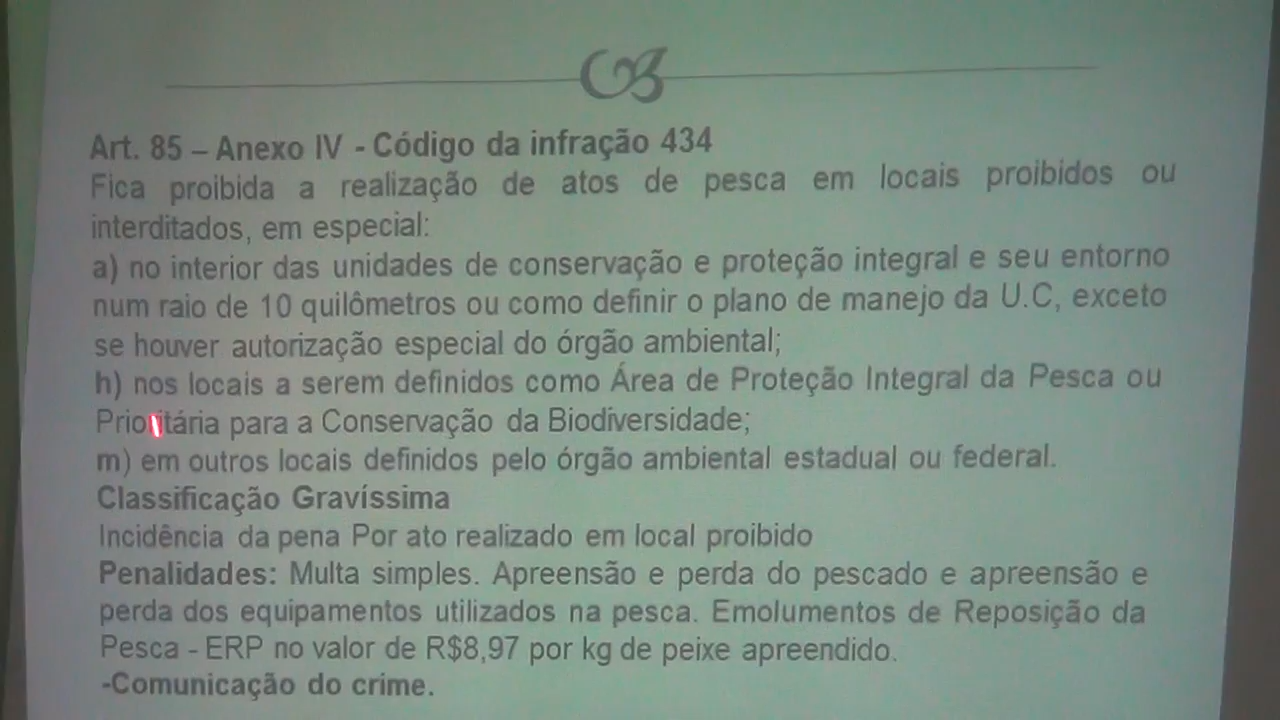 Art. 85 – Anexo IV - Código da infração 434
Fica proibida a realização de atos de pesca em locais proibidos ou
interditados, em especial:
a) no interior das unidades de conservação e proteção integral e seu entorno
num raio de 10 quilômetros ou como definir o plano de manejo da U.C, exceto
se houver autorização especial do órgão ambiental;
h) nos locais a serem definidos como Área de Proteção Integral da Pesca ou
Prioritária para a Conservação da Biodiversidade;
m) em outros locais definidos pelo órgão ambiental estadual ou federal.
Classificação Gravíssima
Incidência da pena Por ato realizado em local proibido
Penalidades: Multa simples. Apreensão e perda do pescado e apreensão e
perda dos equipamentos utilizados na pesca. Emolumentos de Reposição da
Pesca - ERP no valor de R$8,97 por kg de peixe apreendido.
-Comunicação do crime.